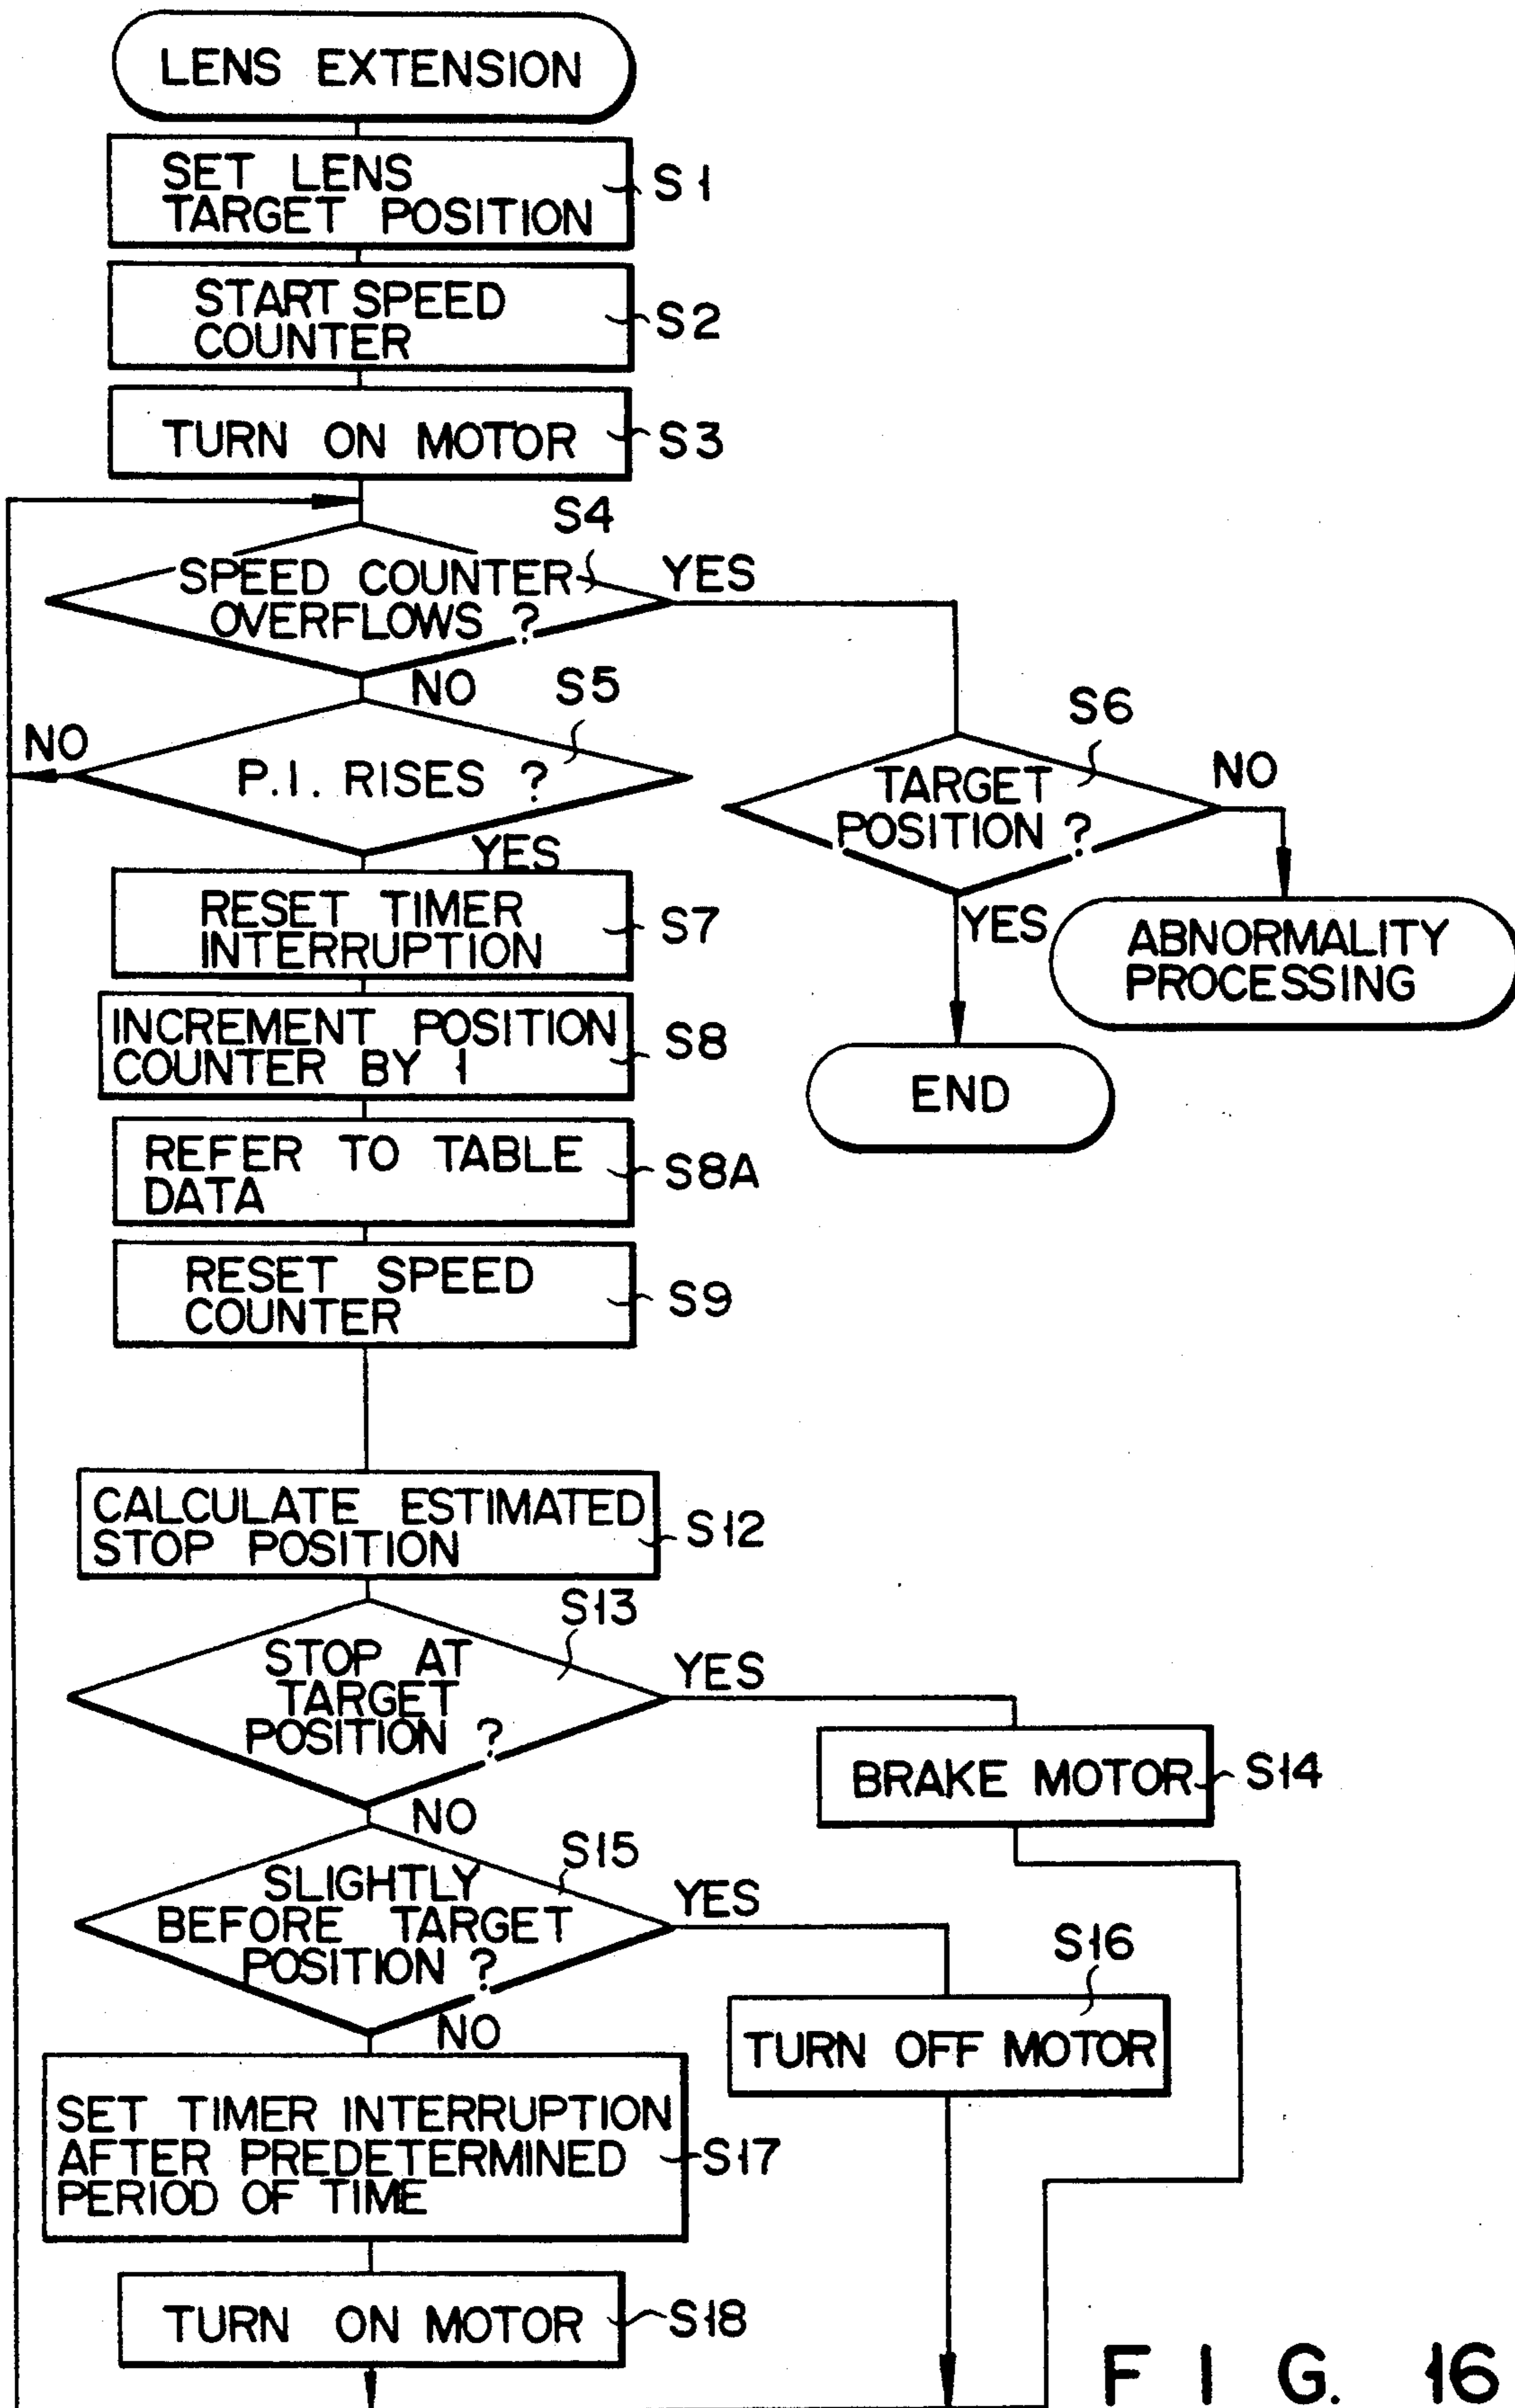 LENS EXTENSION
SET LENS
TARGET POSITION
S1
START SPEED
COUNTER
S2
TURN ON MOTOR
S3
S4
SPEED COUNTER
OVERFLOWS ?
YES
NO
S5
NO
P.I. RISES ?
YES
S6
TARGET
POSITION ?
NO
YES
ABNORMALITY
PROCESSING
END
RESET TIMER
INTERRUPTION
S7
INCREMENT POSITION
COUNTER BY 1
S8
REFER TO TABLE
DATA
S8A
RESET SPEED
COUNTER
S9
CALCULATE ESTIMATED
STOP POSITION
S12
S13
STOP AT
TARGET
POSITION ?
YES
NO
BRAKE MOTOR
S14
S15
SLIGHTLY
BEFORE TARGET
POSITION ?
YES
NO
S16
TURN OFF MOTOR
SET TIMER INTERRUPTION
AFTER PREDETERMINED
PERIOD OF TIME
S17
TURN ON MOTOR
S18
F I G. 16